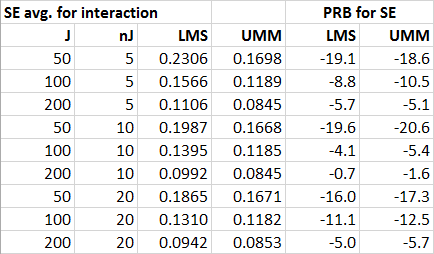 SE avg. for interaction PRB for SE
J nJ LMS UMM LMS UMM
50 5 0.2306 0.1698 -19.1 -18.6
100 5 0.1566 0.1189 -8.8 -10.5
200 5 0.1106 0.0845 -5.7 -5.1
50 10 0.1987 0.1668 -19.6 -20.6
100 10 0.1395 0.1185 -4.1 -5.4
200 10 0.0992 0.0845 -0.7 -1.6
50 20 0.1865 0.1671 -16.0 -17.3
100 20 0.1310 0.1182 -11.1 -12.5
200 20 0.0942 0.0853 -5.0 -5.7